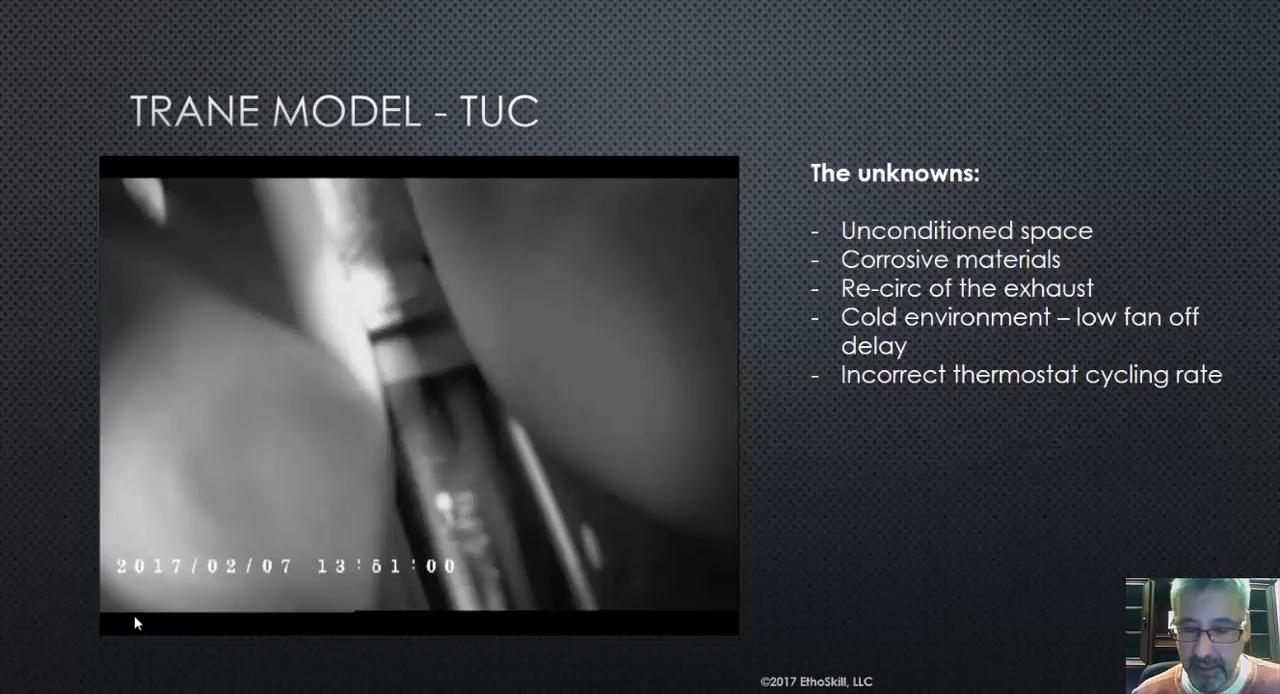 TRANE MODEL - TUC
The unknowns:
- Unconditioned space
- Corrosive materials
- Re-circ of the exhaust
- Cold environment – low fan off
delay
- Incorrect thermostat cycling rate
2017/02/07 13:51:00
©2017 EthoSkill, LLC